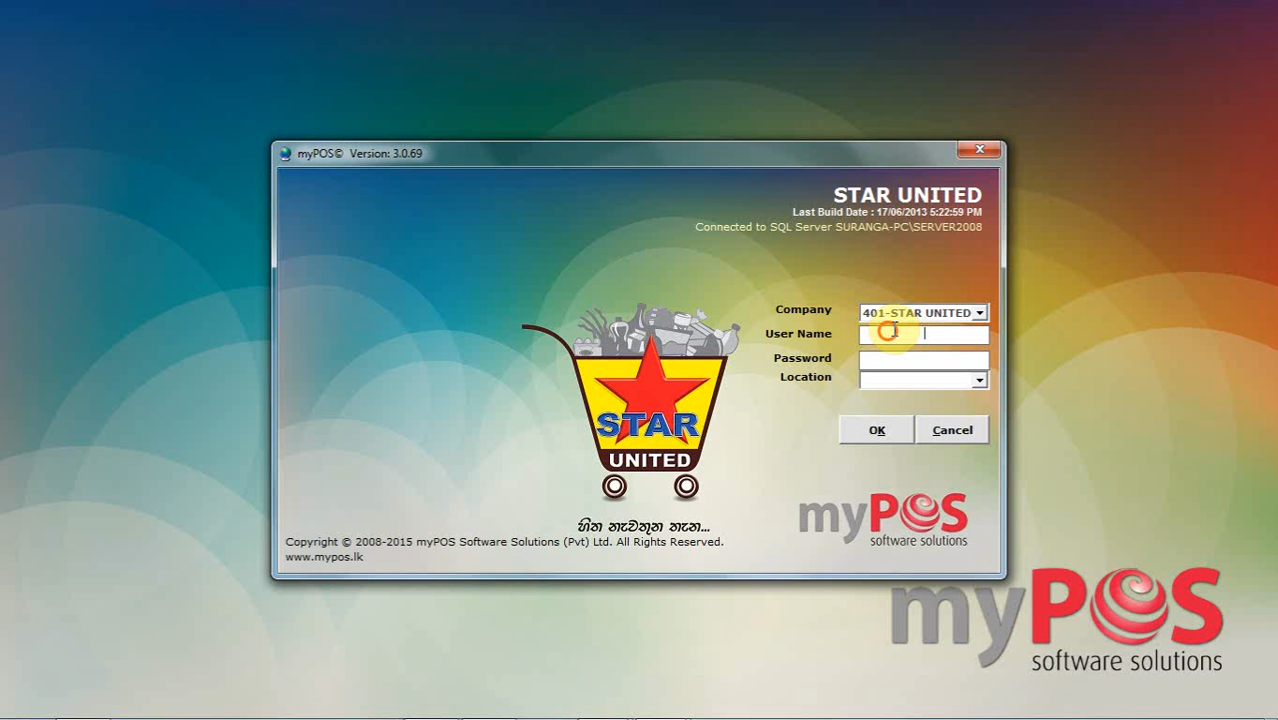 myPOS© Version: 3.0.69
STAR UNITED
Last Build Date : 17/06/2013 5:22:59 PM
Connected to SQL Server SURANGA-PC\SERVER2008
Company 401-STAR UNITED
User Name
Password
Location
OK Cancel
STAR
UNITED
හිත නැවතුන තැන...
myPOS
software solutions
Copyright © 2008-2015 myPOS Software Solutions (Pvt) Ltd. All Rights Reserved.
www.mypos.lk
myPOS
software solutions